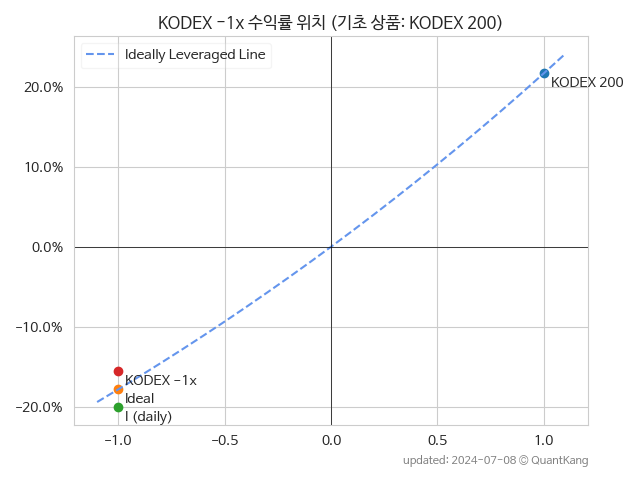 KODEX -1x 수익률 위치 (기초 상품: KODEX 200)
Ideally Leveraged Line
20.0%
KODEX 200
10.0%
0.0%
-10.0%
KODEX -1x
Ideal
-20.0%
I (daily)
-1.0
-0.5
0.0
0.5
1.0
updated: 2024-07-08 © QuantKang